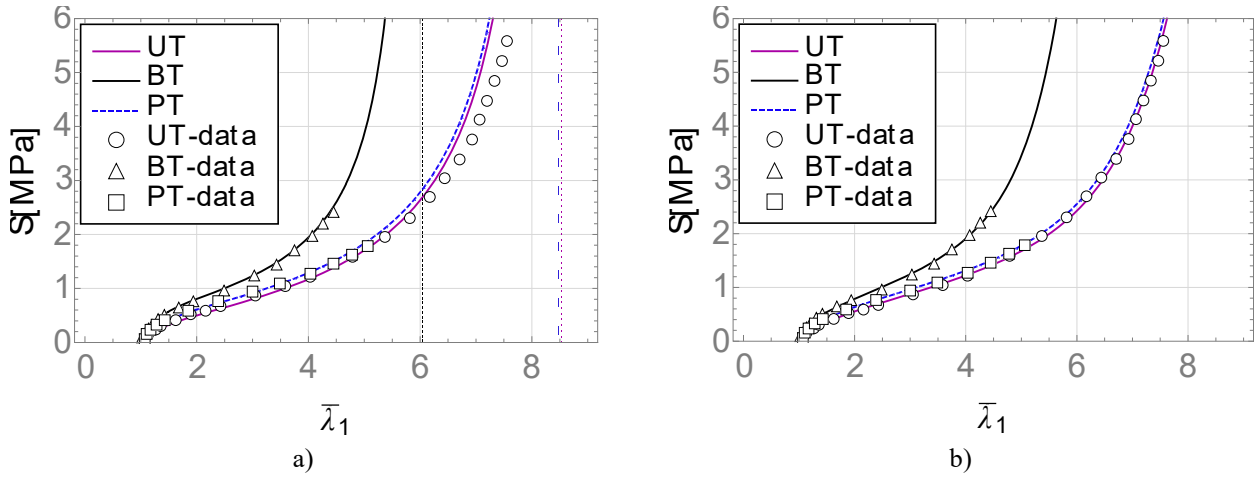 6
5
4
3
2
1
0
S[MPa]
UT
BT
PT
UT-data
BT-data
PT-data
0 2 4 6 8
λ̄₁
a)
6
5
4
3
2
1
0
S[MPa]
UT
BT
PT
UT-data
BT-data
PT-data
0 2 4 6 8
λ̄₁
b)